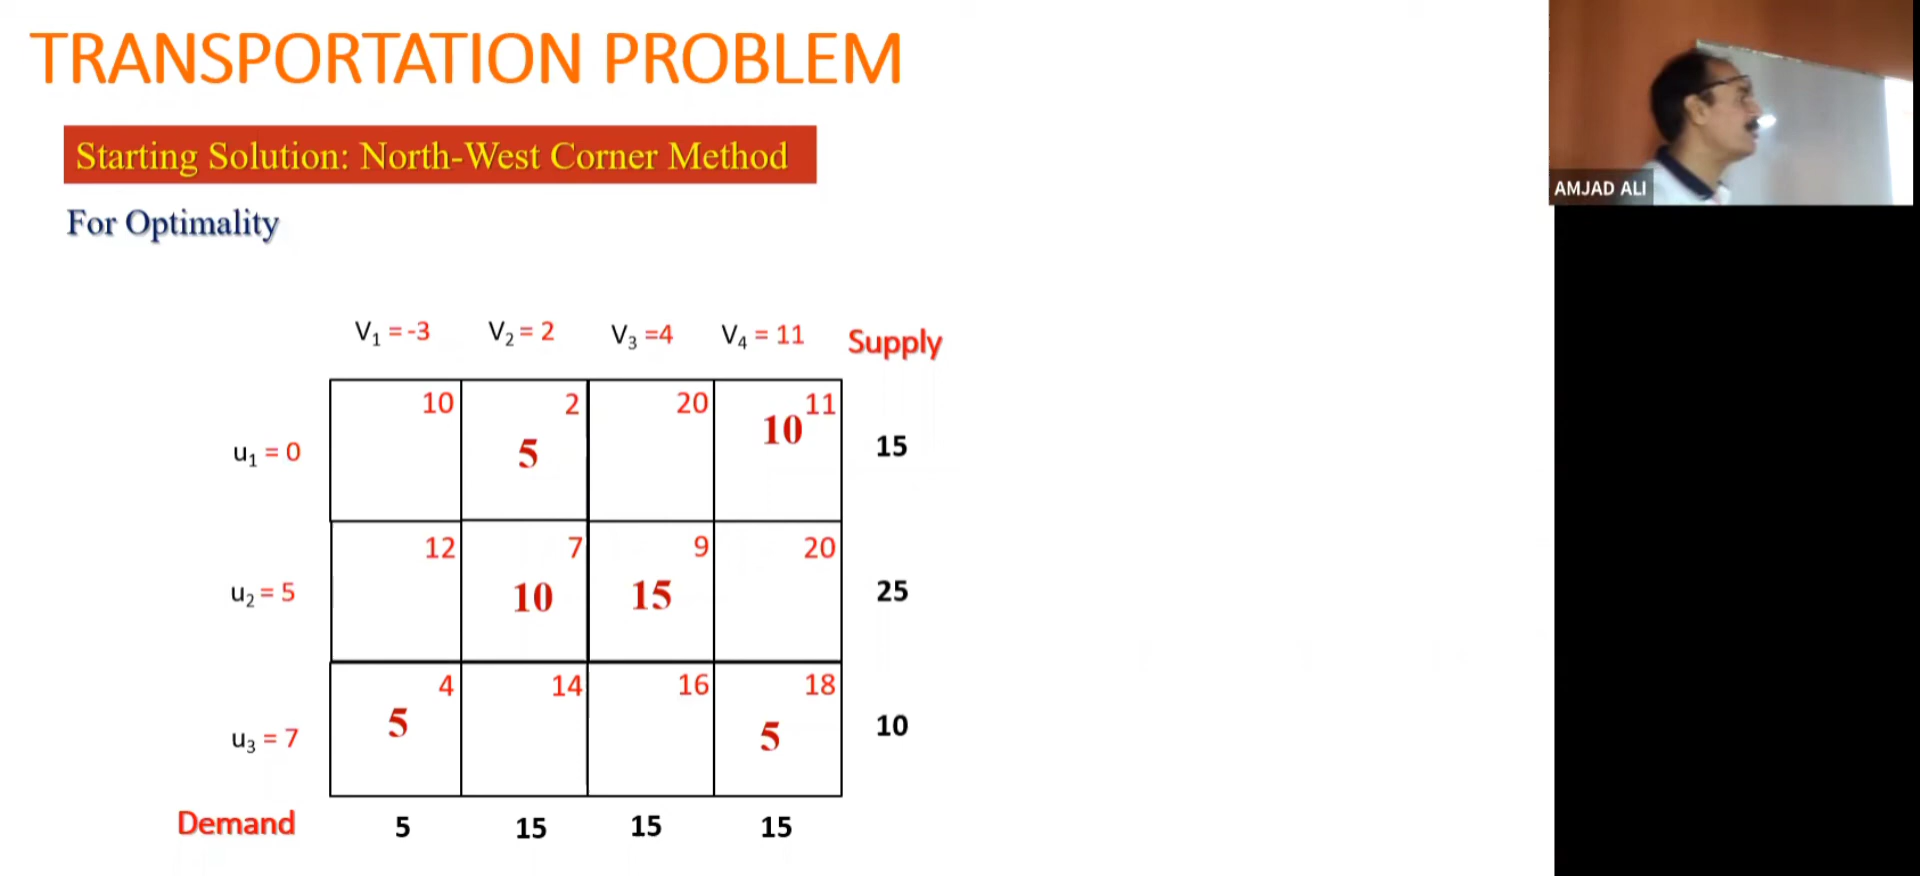 TRANSPORTATION PROBLEM
Starting Solution: North-West Corner Method
For Optimality
AMJAD ALI
V₁ = -3 V₂ = 2 V₃ =4 V₄ = 11 Supply
10 2 20 11
u₁ = 0 5 10 15
12 7 9 20
u₂ = 5 10 15 25
4 14 16 18
u₃ = 7 5 5 10
Demand 5 15 15 15